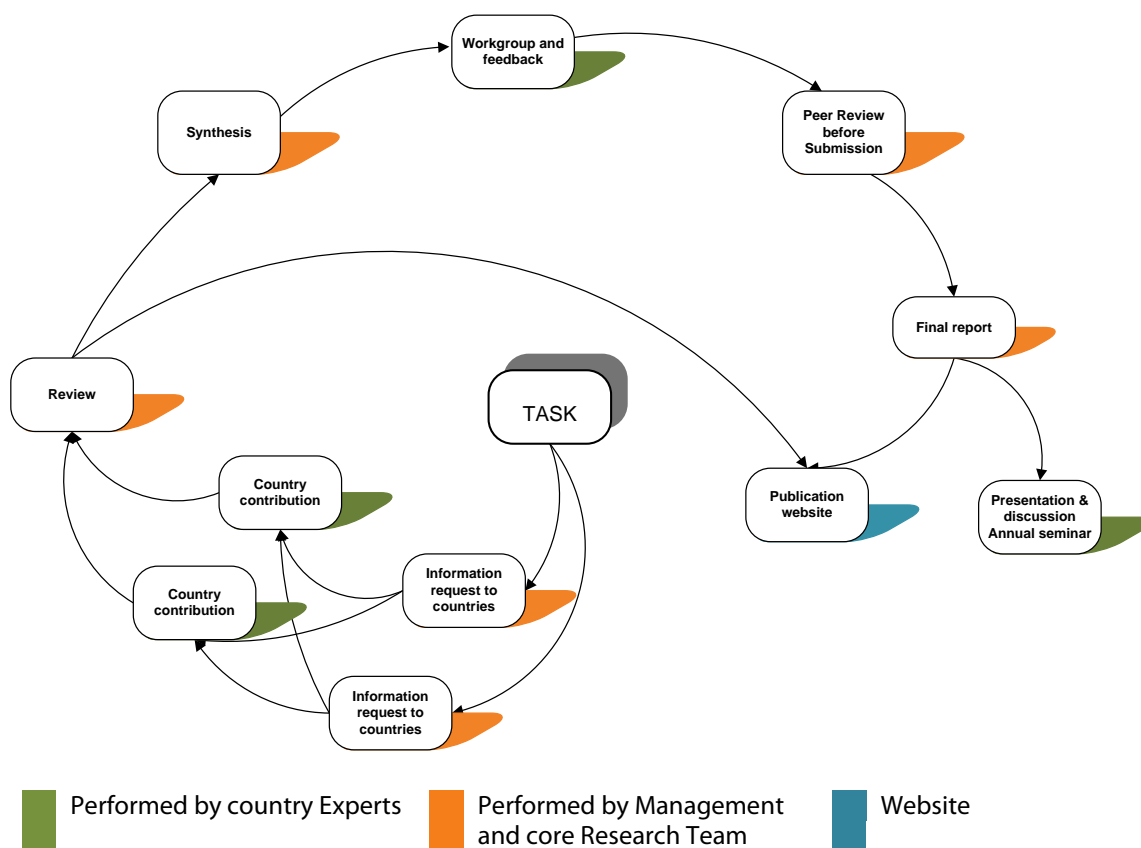 Workgroup and
feedback
Synthesis
Peer Review
before
Submission
Final report
Review
TASK
Country
contribution
Publication
website
Presentation &
discussion
Annual seminar
Information
request to
countries
Country
contribution
Information
request to
countries
Performed by country Experts
Performed by Management
and core Research Team
Website